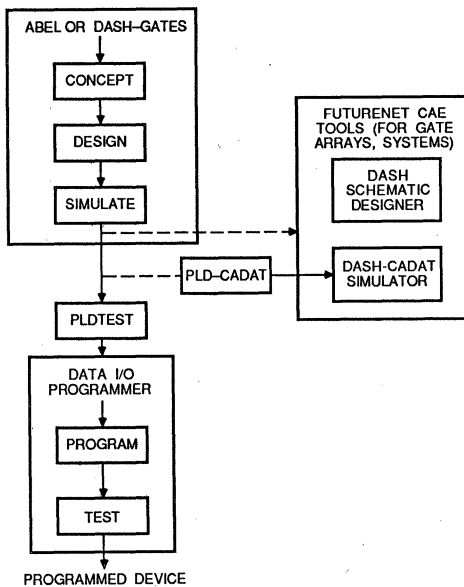 ABEL OR DASH-GATES
CONCEPT
DESIGN
SIMULATE
FUTURENET CAE
TOOLS (FOR GATE
ARRAYS, SYSTEMS)
DASH
SCHEMATIC
DESIGNER
PLD-CADAT
DASH-CADAT
SIMULATOR
PLDTEST
DATA I/O
PROGRAMMER
PROGRAM
TEST
PROGRAMMED DEVICE